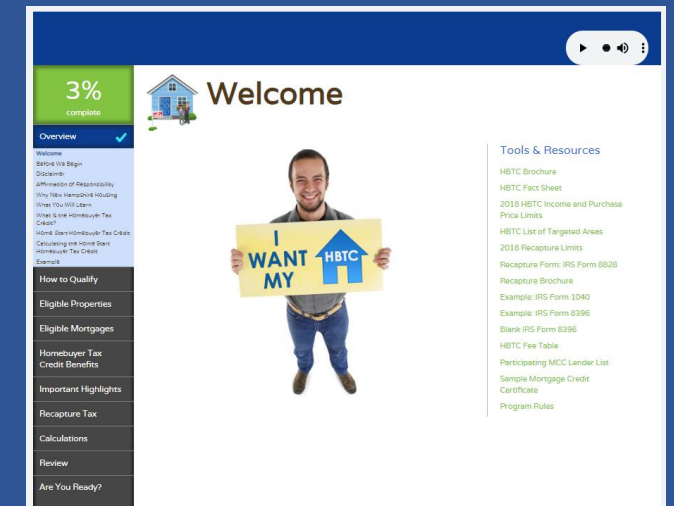 3%
complete
Welcome
Overview
Welcome
Before We Begin
Disclaimer
Affirmation of Responsibility
Why New Hampshire Housing
What You Will Learn
What is the Homebuyer Tax
Credit?
Home Start Homebuyer Tax Credit
Calculating the Home Start
Homebuyer Tax Credit
Example
How to Qualify
Eligible Properties
Eligible Mortgages
Homebuyer Tax
Credit Benefits
Important Highlights
Recapture Tax
Calculations
Review
Are You Ready?
I
WANT
MY
HBTC
Tools & Resources
HBTC Brochure
HBTC Fact Sheet
2018 HBTC Income and Purchase
Price Limits
HBTC List of Targeted Areas
2018 Recapture Limits
Recapture Form: IRS Form 8828
Recapture Brochure
Example: IRS Form 1040
Example: IRS Form 8396
Blank IRS Form 8396
HBTC Fee Table
Participating MCC Lender List
Sample Mortgage Credit
Certificate
Program Rules